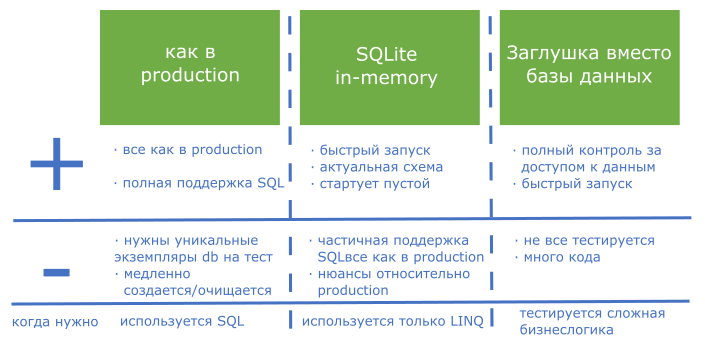 как в
production
SQLite
in-memory
Заглушка вместо
базы данных
+
· все как в production
· полная поддержка SQL
· быстрый запуск
· актуальная схема
· стартует пустой
· полный контроль за
доступом к данным
· быстрый запуск
-
· нужны уникальные
экземпляры db на тест
· медленно
создается/очищается
· частичная поддержка
SQLвсе как в production
· нюансы относительно
production
· не все тестируется
· много кода
когда нужно
используется SQL
используется только LINQ
тестируется сложная
бизнеслогика